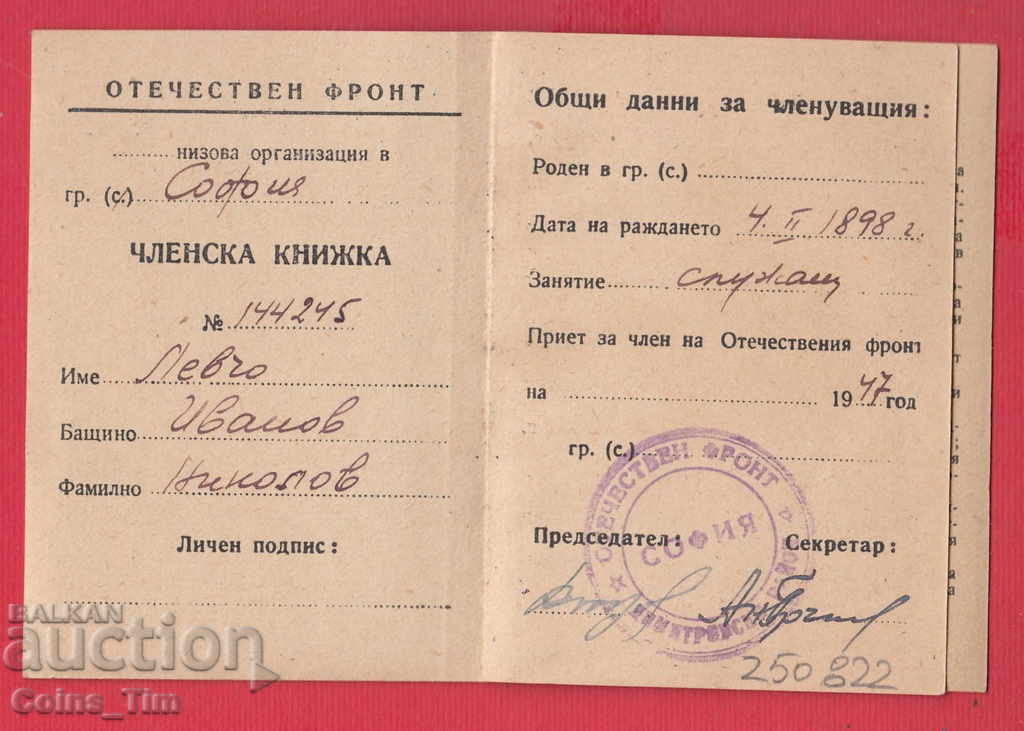 ОТЕЧЕСТВЕН ФРОНТ
низова организация в
гр. (с.) София
ЧЛЕНСКА КНИЖКА
№ 144245
Име Левчо
Бащино Иванов
Фамилно Николов
Личен подпис:
Общи данни за членуващия:
Роден в гр. (с.)
Дата на раждането 4. II 1898 г.
Занятие служащ
Приет за член на Отечествения фронт
на 1947 год
гр. (с.)
Председател: Секретар:
ОТЕЧЕСТВЕН ФРОНТ
СОФИЯ
250822
BALKAN
auction
Coins_Tim